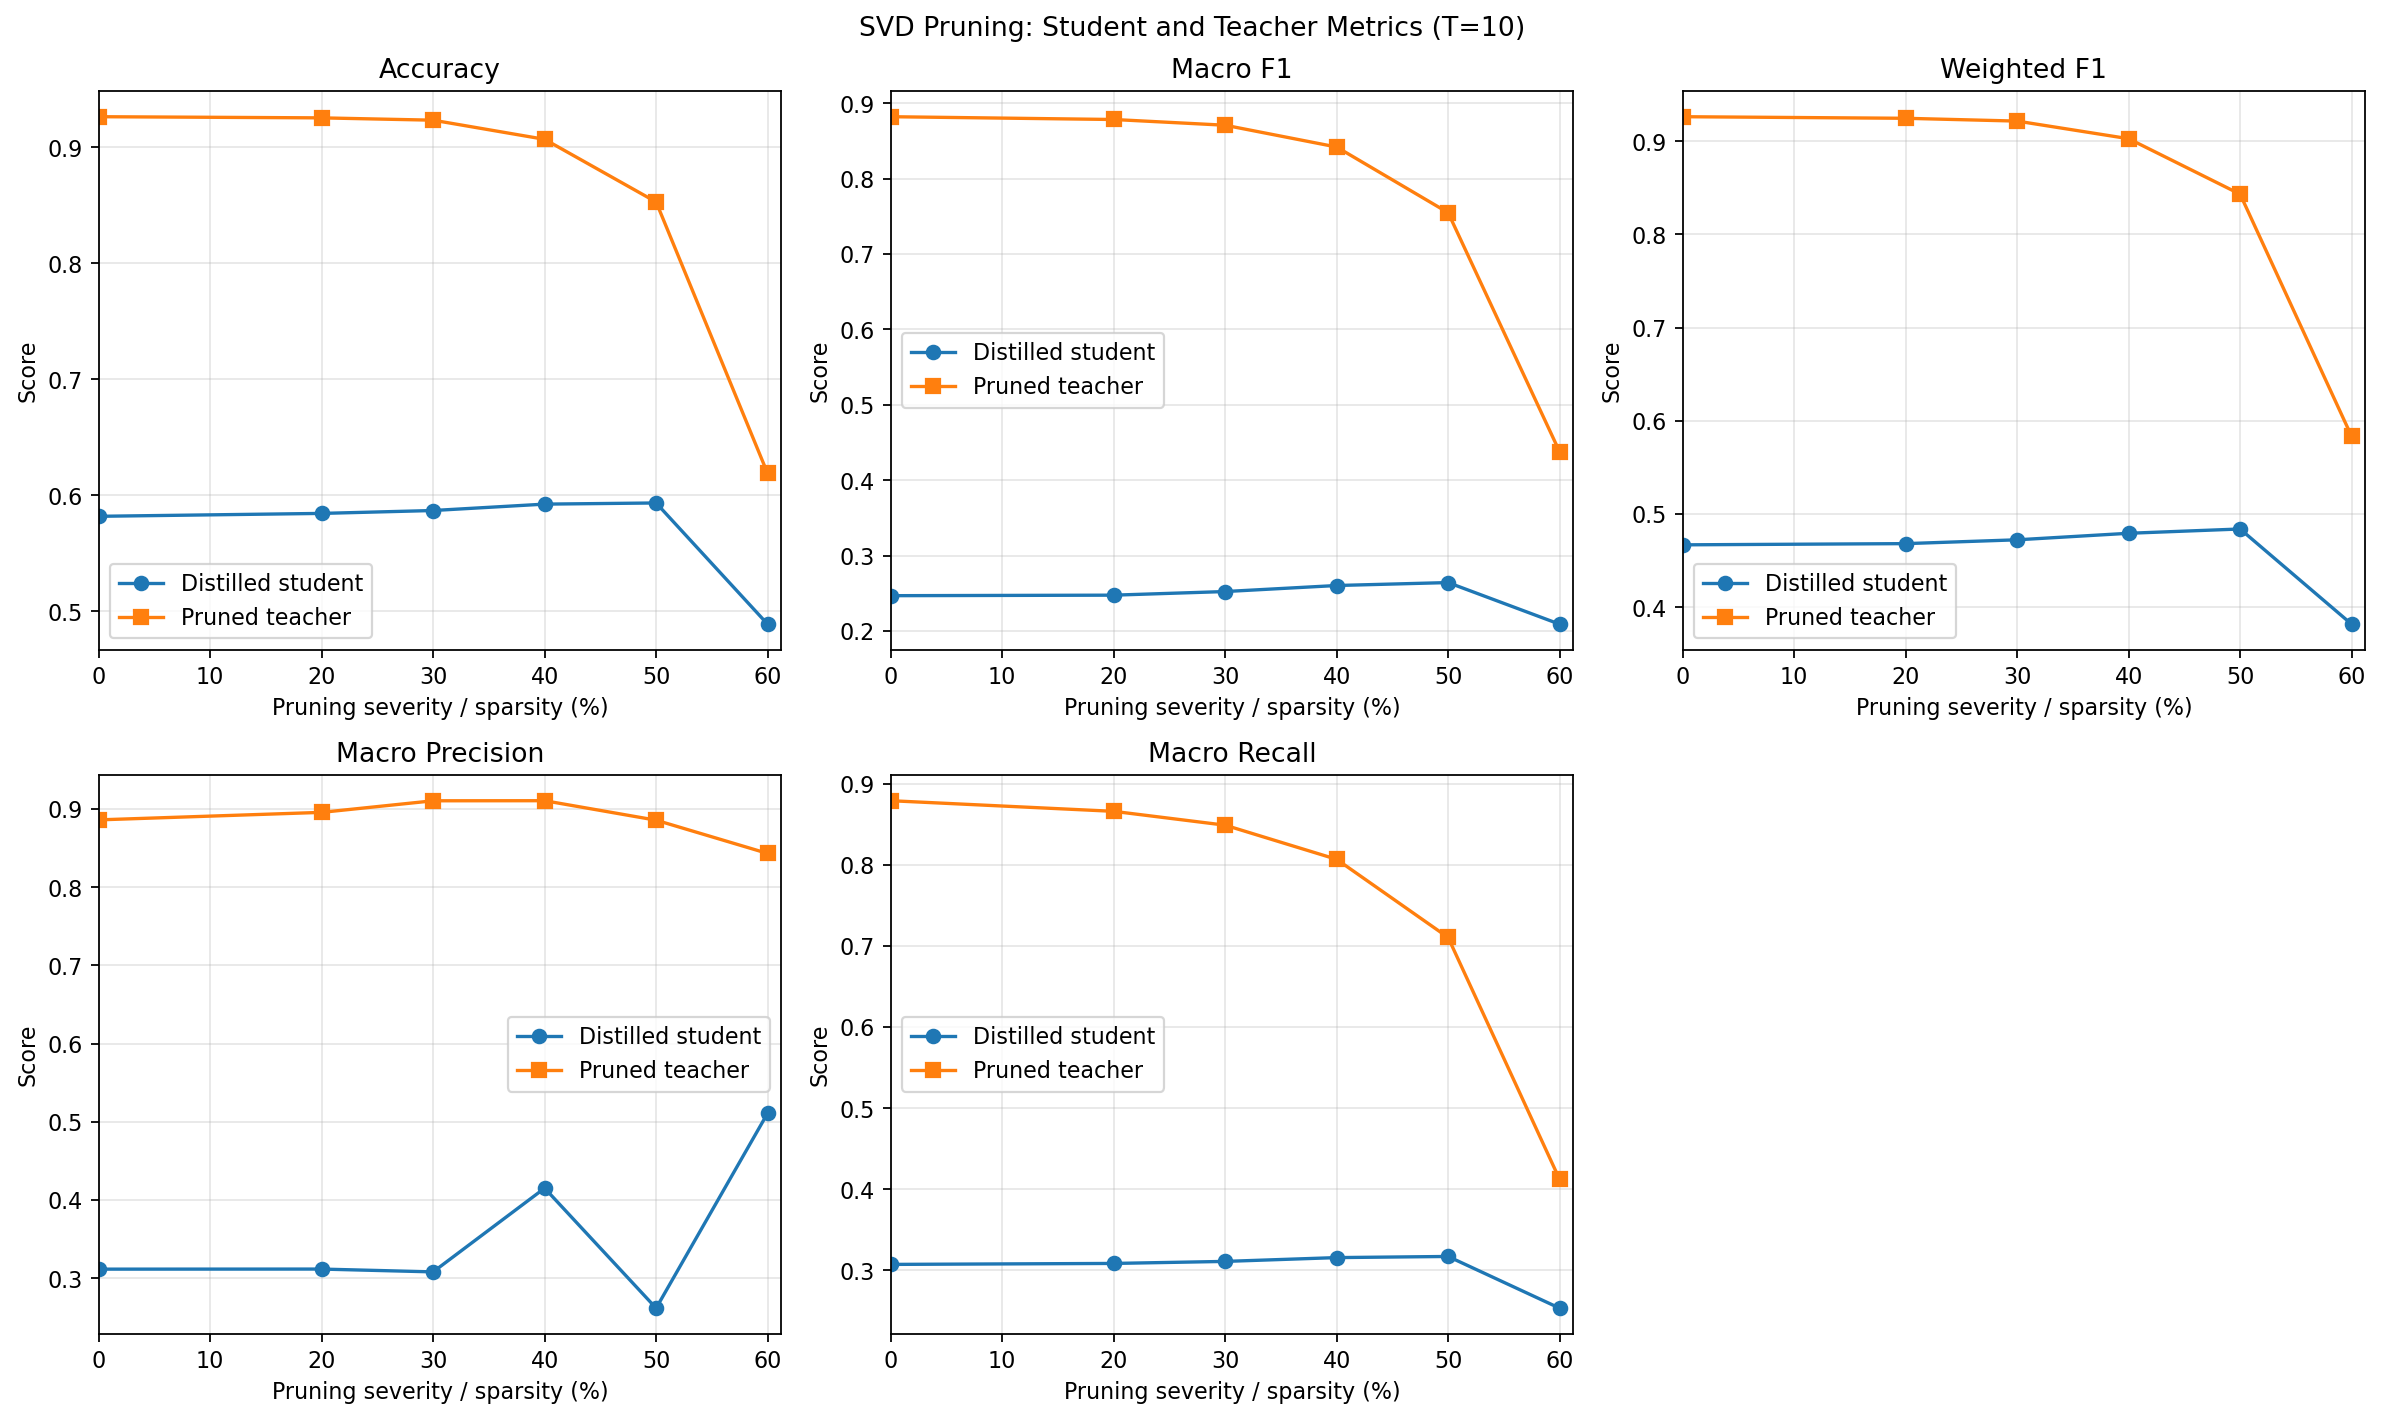 SVD Pruning: Student and Teacher Metrics (T=10)
Accuracy
Score
0.9
0.8
0.7
0.6
0.5
Distilled student
Pruned teacher
0 10 20 30 40 50 60
Pruning severity / sparsity (%)
Macro F1
Score
0.9
0.8
0.7
0.6
0.5
0.4
0.3
0.2
Distilled student
Pruned teacher
0 10 20 30 40 50 60
Pruning severity / sparsity (%)
Weighted F1
Score
0.9
0.8
0.7
0.6
0.5
0.4
Distilled student
Pruned teacher
0 10 20 30 40 50 60
Pruning severity / sparsity (%)
Macro Precision
Score
0.9
0.8
0.7
0.6
0.5
0.4
0.3
Distilled student
Pruned teacher
0 10 20 30 40 50 60
Pruning severity / sparsity (%)
Macro Recall
Score
0.9
0.8
0.7
0.6
0.5
0.4
0.3
Distilled student
Pruned teacher
0 10 20 30 40 50 60
Pruning severity / sparsity (%)